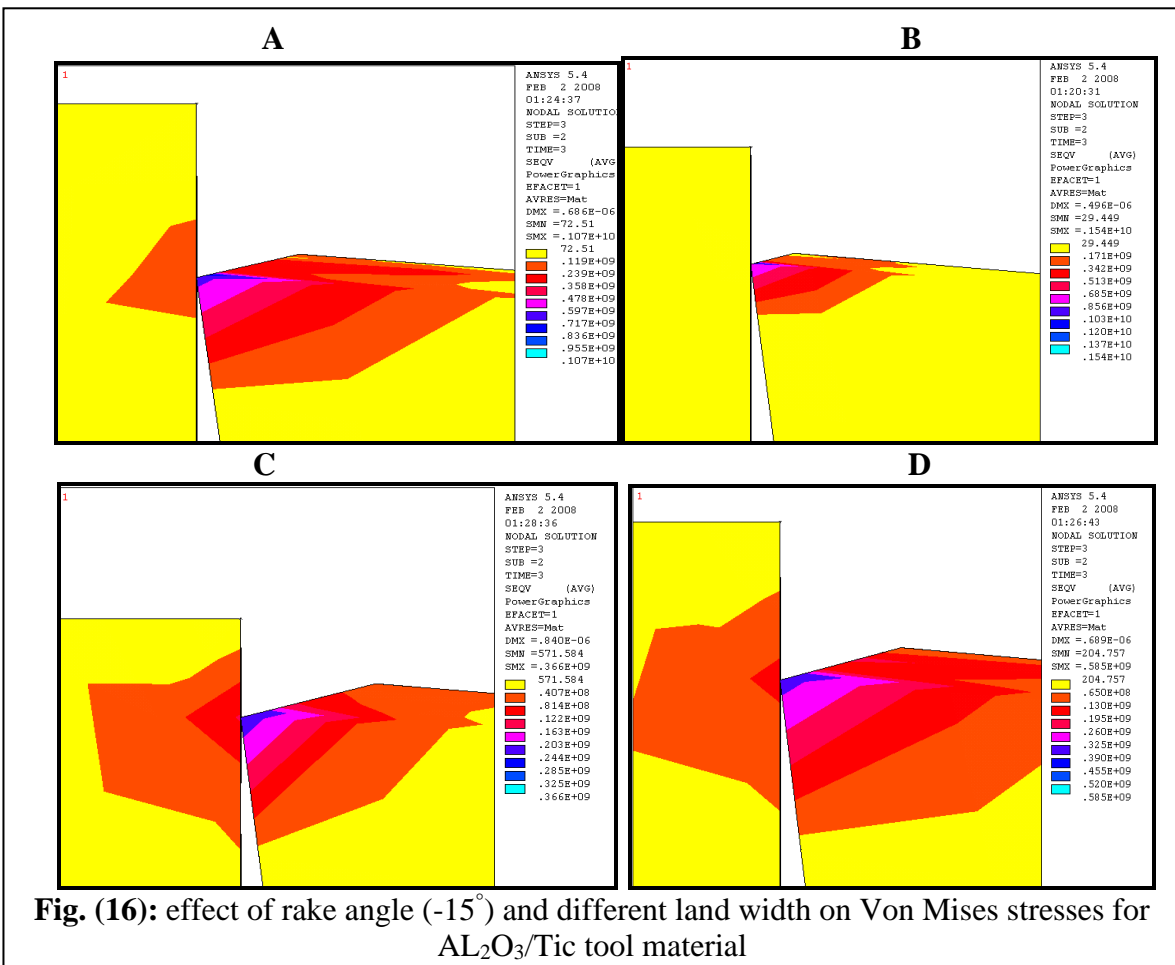 A
1
ANSYS 5.4
FEB 2 2008
01:24:37
NODAL SOLUTION
STEP=3
SUB =2
TIME=3
SEQV (AVG
PowerGraphics
EFACET=1
AVRES=Mat
DMX =.686E-06
SMN =72.51
SMX =.107E+10
72.51
.119E+09
.239E+09
.358E+09
.478E+09
.597E+09
.717E+09
.836E+09
.955E+09
.107E+10
B
1
ANSYS 5.4
FEB 2 2008
01:20:31
NODAL SOLUTION
STEP=3
SUB =2
TIME=3
SEQV (AVG)
PowerGraphics
EFACET=1
AVRES=Mat
DMX =.496E-06
SMN =29.449
SMX =.154E+10
29.449
.171E+09
.342E+09
.513E+09
.685E+09
.856E+09
.103E+10
.120E+10
.137E+10
.154E+10
C
1
ANSYS 5.4
FEB 2 2008
01:28:36
NODAL SOLUTION
STEP=3
SUB =2
TIME=3
SEQV (AVG)
PowerGraphics
EFACET=1
AVRES=Mat
DMX =.840E-06
SMN =571.584
SMX =.366E+09
571.584
.407E+08
.814E+08
.122E+09
.163E+09
.203E+09
.244E+09
.285E+09
.325E+09
.366E+09
D
1
ANSYS 5.4
FEB 2 2008
01:26:43
NODAL SOLUTION
STEP=3
SUB =2
TIME=3
SEQV (AVG)
PowerGraphics
EFACET=1
AVRES=Mat
DMX =.689E-06
SMN =204.757
SMX =.585E+09
204.757
.650E+08
.130E+09
.195E+09
.260E+09
.325E+09
.390E+09
.455E+09
.520E+09
.585E+09
Fig. (16): effect of rake angle (-15°) and different land width on Von Mises stresses for
AL₂O₃/Tic tool material